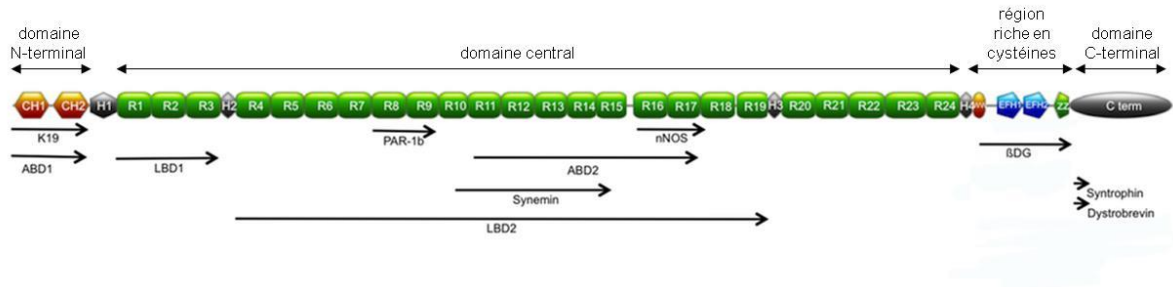 domaine
N-terminal
domaine central
région
riche en
cystéines
domaine
C-terminal
CH1 CH2 H1 R1 R2 R3 H2 R4 R5 R6 R7 R8 R9 R10 R11 R12 R13 R14 R15 R16 R17 R18 R19 H3 R20 R21 R22 R23 R24 H4 WW EFH1 EFH2 ZZ C term
K19
PAR-1b
nNOS
ßDG
ABD1
LBD1
ABD2
Synemin
Syntrophin
Dystrobrevin
LBD2